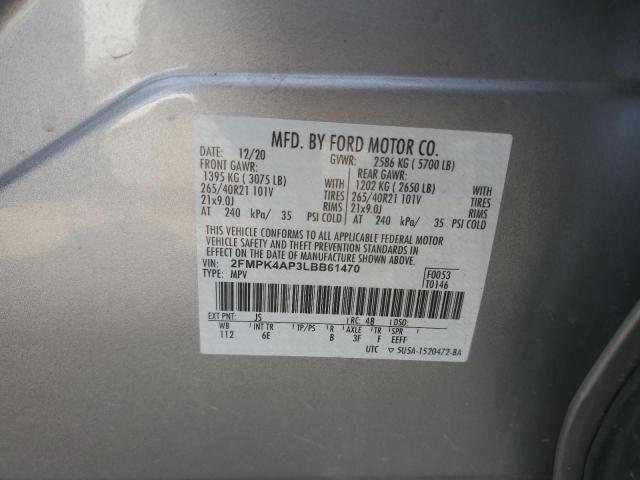 MFD. BY FORD MOTOR CO.
DATE: 12/20 GVWR: 2586 KG ( 5700 LB)
FRONT GAWR: REAR GAWR:
1395 KG ( 3075 LB) 1202 KG ( 2650 LB) WITH
265/40R21 101V WITH TIRES 265/40R21 101V TIRES
21x9.0J RIMS 21x9.0J RIMS
AT 240 kPa/ 35 PSI COLD AT 240 kPa/ 35 PSI COLD
THIS VEHICLE CONFORMS TO ALL APPLICABLE FEDERAL MOTOR
VEHICLE SAFETY AND THEFT PREVENTION STANDARDS IN
EFFECT ON THE DATE OF MANUFACTURE SHOWN ABOVE.
VIN: 2FMPK4AP3LBB61470 F0053
TYPE: MPV T0146
EXT PNT: JS RC: 48 DSO:
WB INT TR TP/PS R AXLE TR SPR
112 6E B 3F F EEFF
UTC ▽ 5U5A-1520472-BA